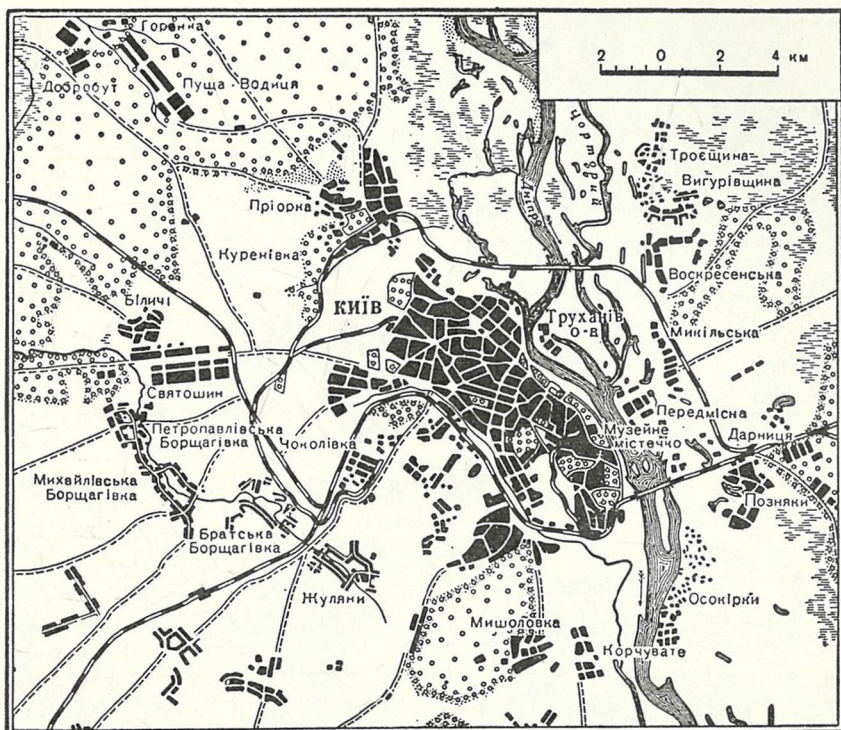 Горенка
Добробут
Пуща-Водиця
2 0 2 4 км
Чорторий
Дніпро
Троєщина
Вигурівщина
Пріорка
Куренівка
Воскресенська
Біличі
КИЇВ
Труханів
о-в
Микільська
Святошин
Передмісна
Петропавлівська
Борщагівка
Чоколівка
Музейне
містечко
Дарниця
Михайлівська
Борщагівка
Позняки
Братська
Борщагівка
Жуляни
Осокірки
Мишоловка
Корчувате